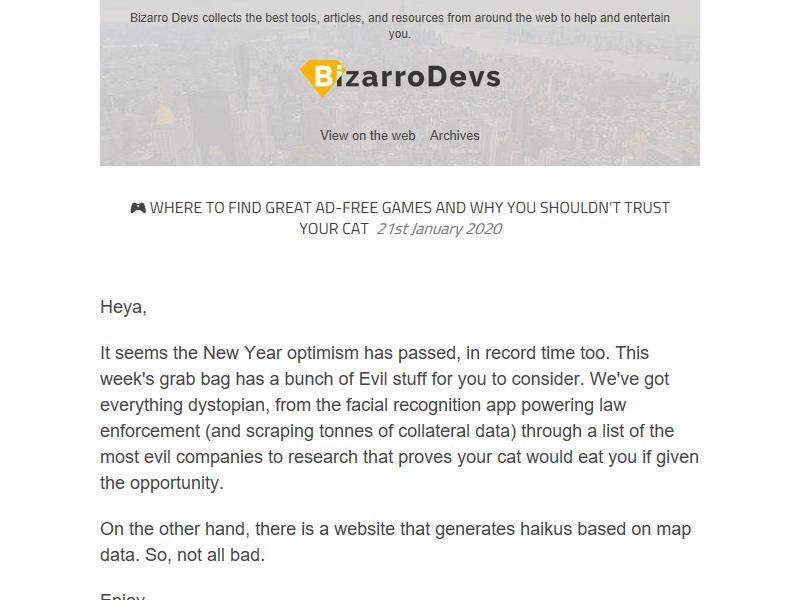 Bizarro Devs collects the best tools, articles, and resources from around the web to help and entertain
you.
BizarroDevs
View on the web Archives
🎮 WHERE TO FIND GREAT AD-FREE GAMES AND WHY YOU SHOULDN'T TRUST
YOUR CAT 21st January 2020
Heya,
It seems the New Year optimism has passed, in record time too. This
week's grab bag has a bunch of Evil stuff for you to consider. We've got
everything dystopian, from the facial recognition app powering law
enforcement (and scraping tonnes of collateral data) through a list of the
most evil companies to research that proves your cat would eat you if given
the opportunity.
On the other hand, there is a website that generates haikus based on map
data. So, not all bad.
Enjoy